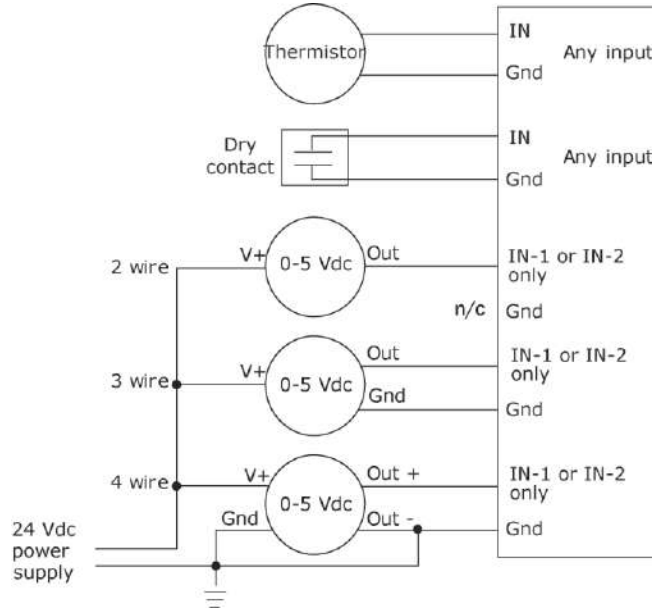 Thermistor
IN
Gnd
Any input
Dry
contact
IN
Gnd
Any input
2 wire
V+
0-5 Vdc
Out
IN-1 or IN-2
only
n/c
Gnd
3 wire
V+
0-5 Vdc
Out
Gnd
IN-1 or IN-2
only
Gnd
4 wire
V+
Gnd
0-5 Vdc
Out +
Out -
IN-1 or IN-2
only
Gnd
24 Vdc
power
supply